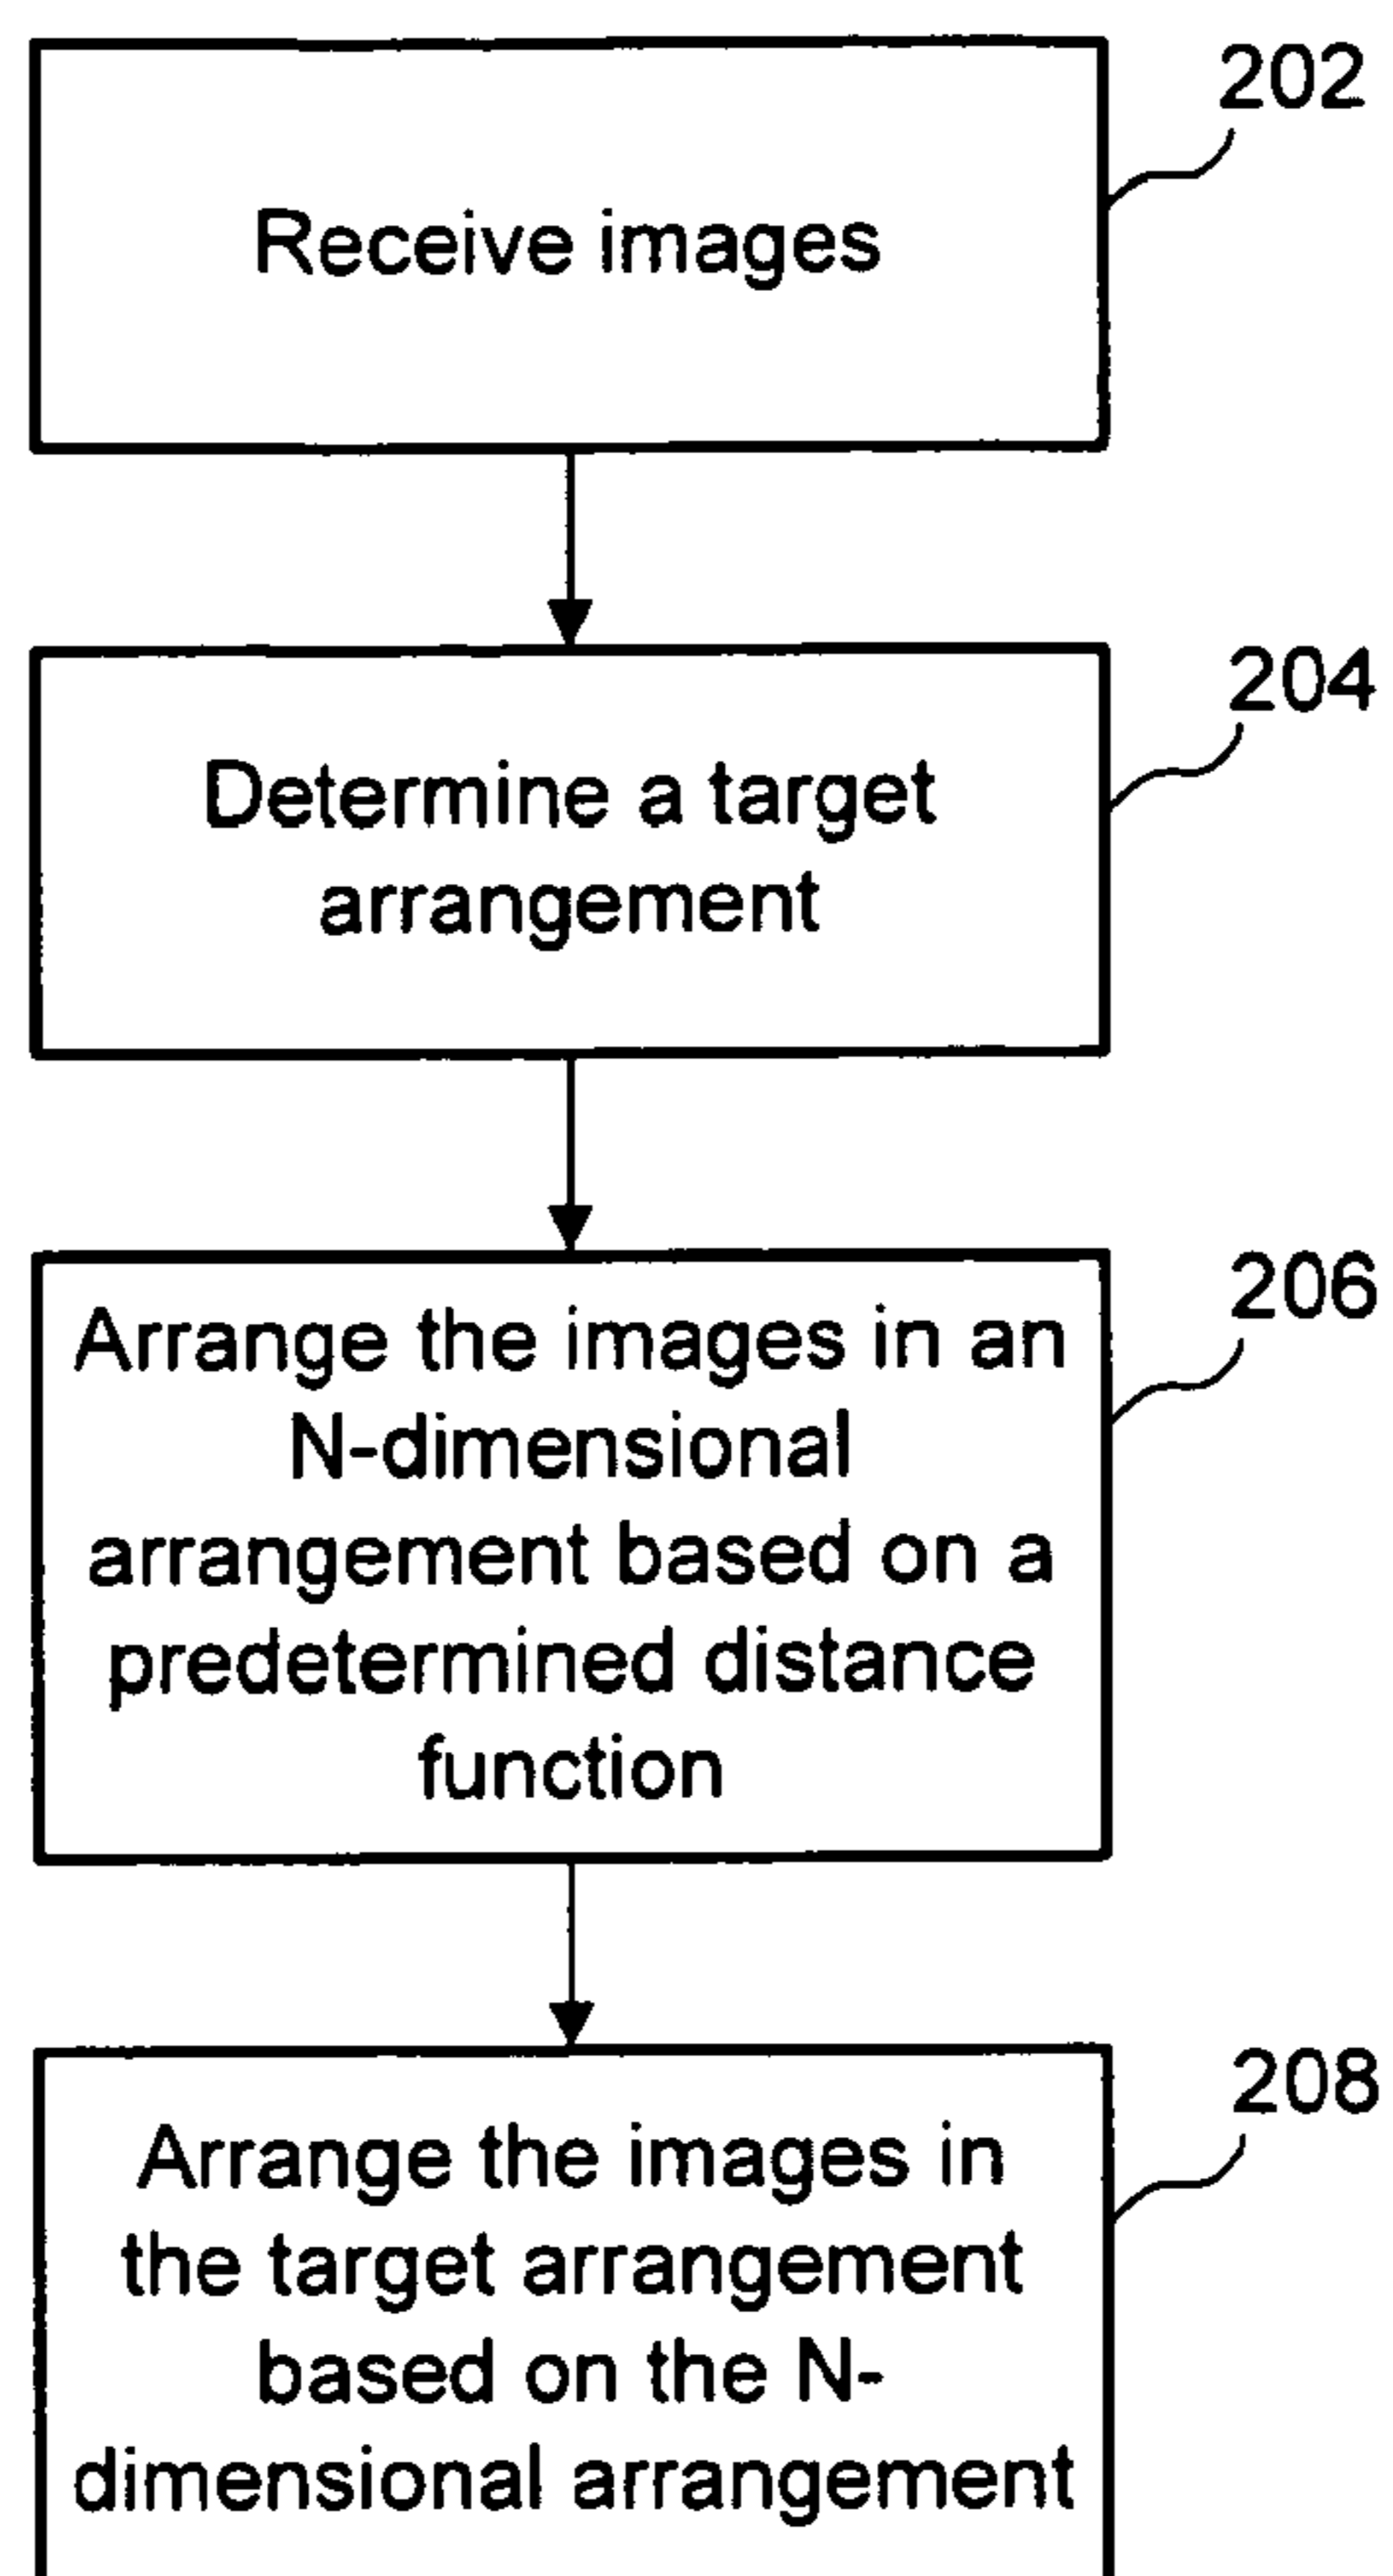 202
Receive images
204
Determine a target
arrangement
206
Arrange the images in an
N-dimensional
arrangement based on a
predetermined distance
function
208
Arrange the images in
the target arrangement
based on the N-
dimensional arrangement